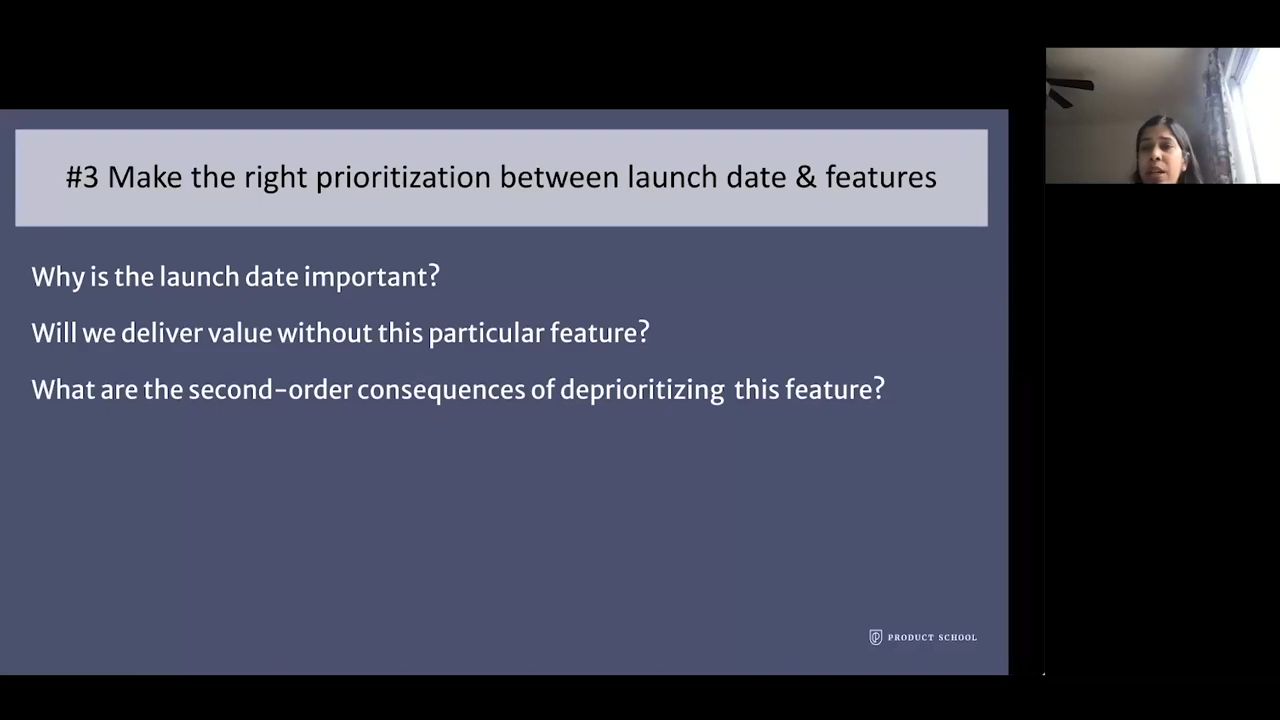 #3 Make the right prioritization between launch date & features
Why is the launch date important?
Will we deliver value without this particular feature?
What are the second-order consequences of deprioritizing  this feature?
PRODUCT SCHOOL